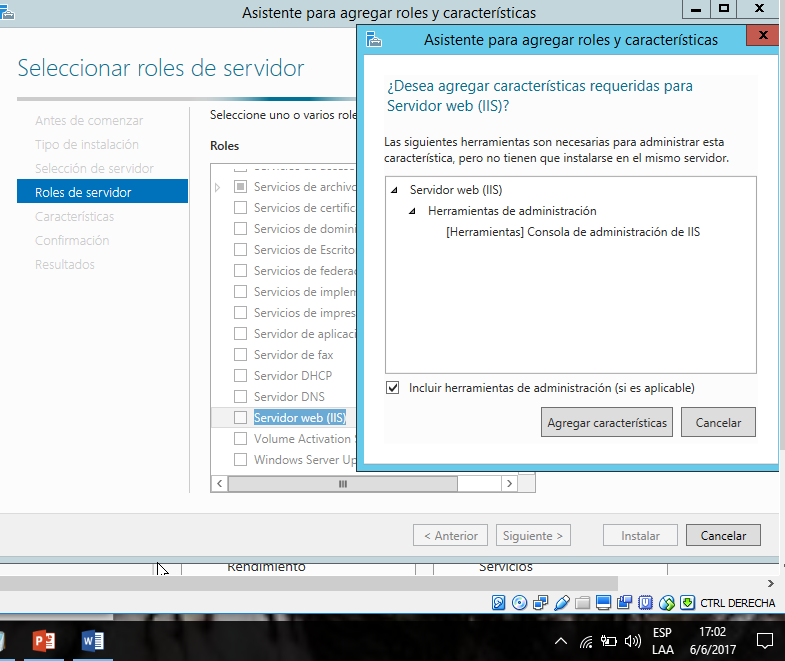 Asistente para agregar roles y características
Asistente para agregar roles y características
Seleccionar roles de servidor
Antes de comenzar
Tipo de instalación
Selección de servidor
Roles de servidor
Características
Confirmación
Resultados
Seleccione uno o varios role
Roles
Servicios de archivo
Servicios de certific
Servicios de domini
Servicios de Escrito
Servicios de federac
Servicios de implem
Servicios de impres
Servidor de aplicaci
Servidor de fax
Servidor DHCP
Servidor DNS
Servidor web (IIS)
Volume Activation S
Windows Server Up
¿Desea agregar características requeridas para
Servidor web (IIS)?
Las siguientes herramientas son necesarias para administrar esta
característica, pero no tienen que instalarse en el mismo servidor.
Servidor web (IIS)
Herramientas de administración
[Herramientas] Consola de administración de IIS
Incluir herramientas de administración (si es aplicable)
Agregar características
Cancelar
< Anterior
Siguiente >
Instalar
Cancelar
Rendimiento
Servicios
CTRL DERECHA
ESP
LAA
17:02
6/6/2017